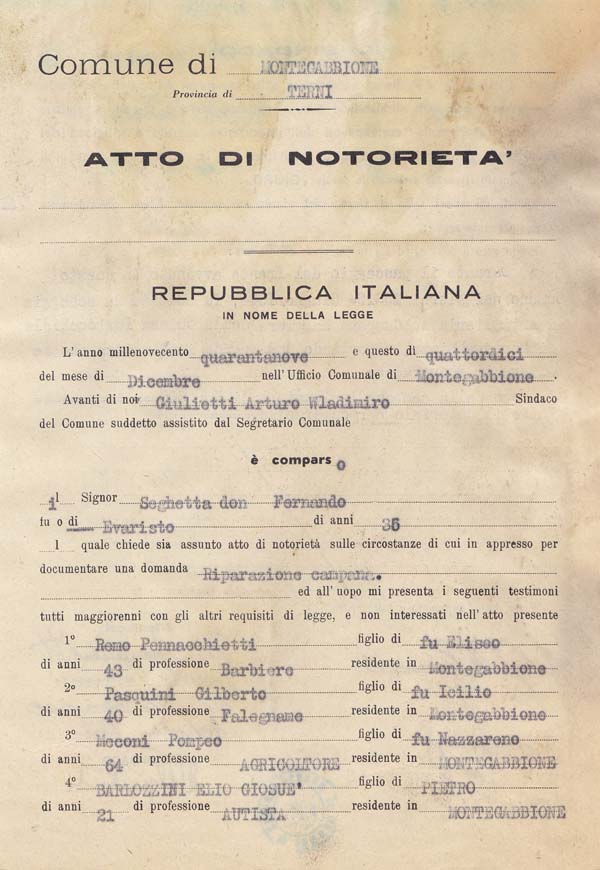 Comune di MONTEGABBIONE
Provincia di TERNI
ATTO DI NOTORIETA'
REPUBBLICA ITALIANA
IN NOME DELLA LEGGE
L'anno millenovecento quarantanove e questo dì quattordici
del mese di Dicembre nell'Ufficio Comunale di Montegabbione.
Avanti di noi Giulietti Arturo Wladimiro Sindaco
del Comune suddetto assistito dal Segretario Comunale
è comparso
il Signor Seghetta don Fernando
fu o di Evaristo di anni 35
l quale chiede sia assunto atto di notorietà sulle circostanze di cui in appresso per
documentare una domanda Riparazione campana.
ed all'uopo mi presenta i seguenti testimoni
tutti maggiorenni con gli altri requisiti di legge, e non interessati nell'atto presente
1° Remo Pennacchietti figlio di fu Eliseo
di anni 43 di professione Barbiere residente in Montegabbione
2° Pasquini Gilberto figlio di fu Icilio
di anni 40 di professione Falegname residente in Montegabbione
3° Meconi Pompeo figlio di fu Nazzareno
di anni 64 di professione AGRICOLTORE residente in MONTEGABBIONE
4° BARLOZZINI ELIO GIOSUE' figlio di PIETRO
di anni 21 di professione AUTISTA residente in MONTEGABBIONE